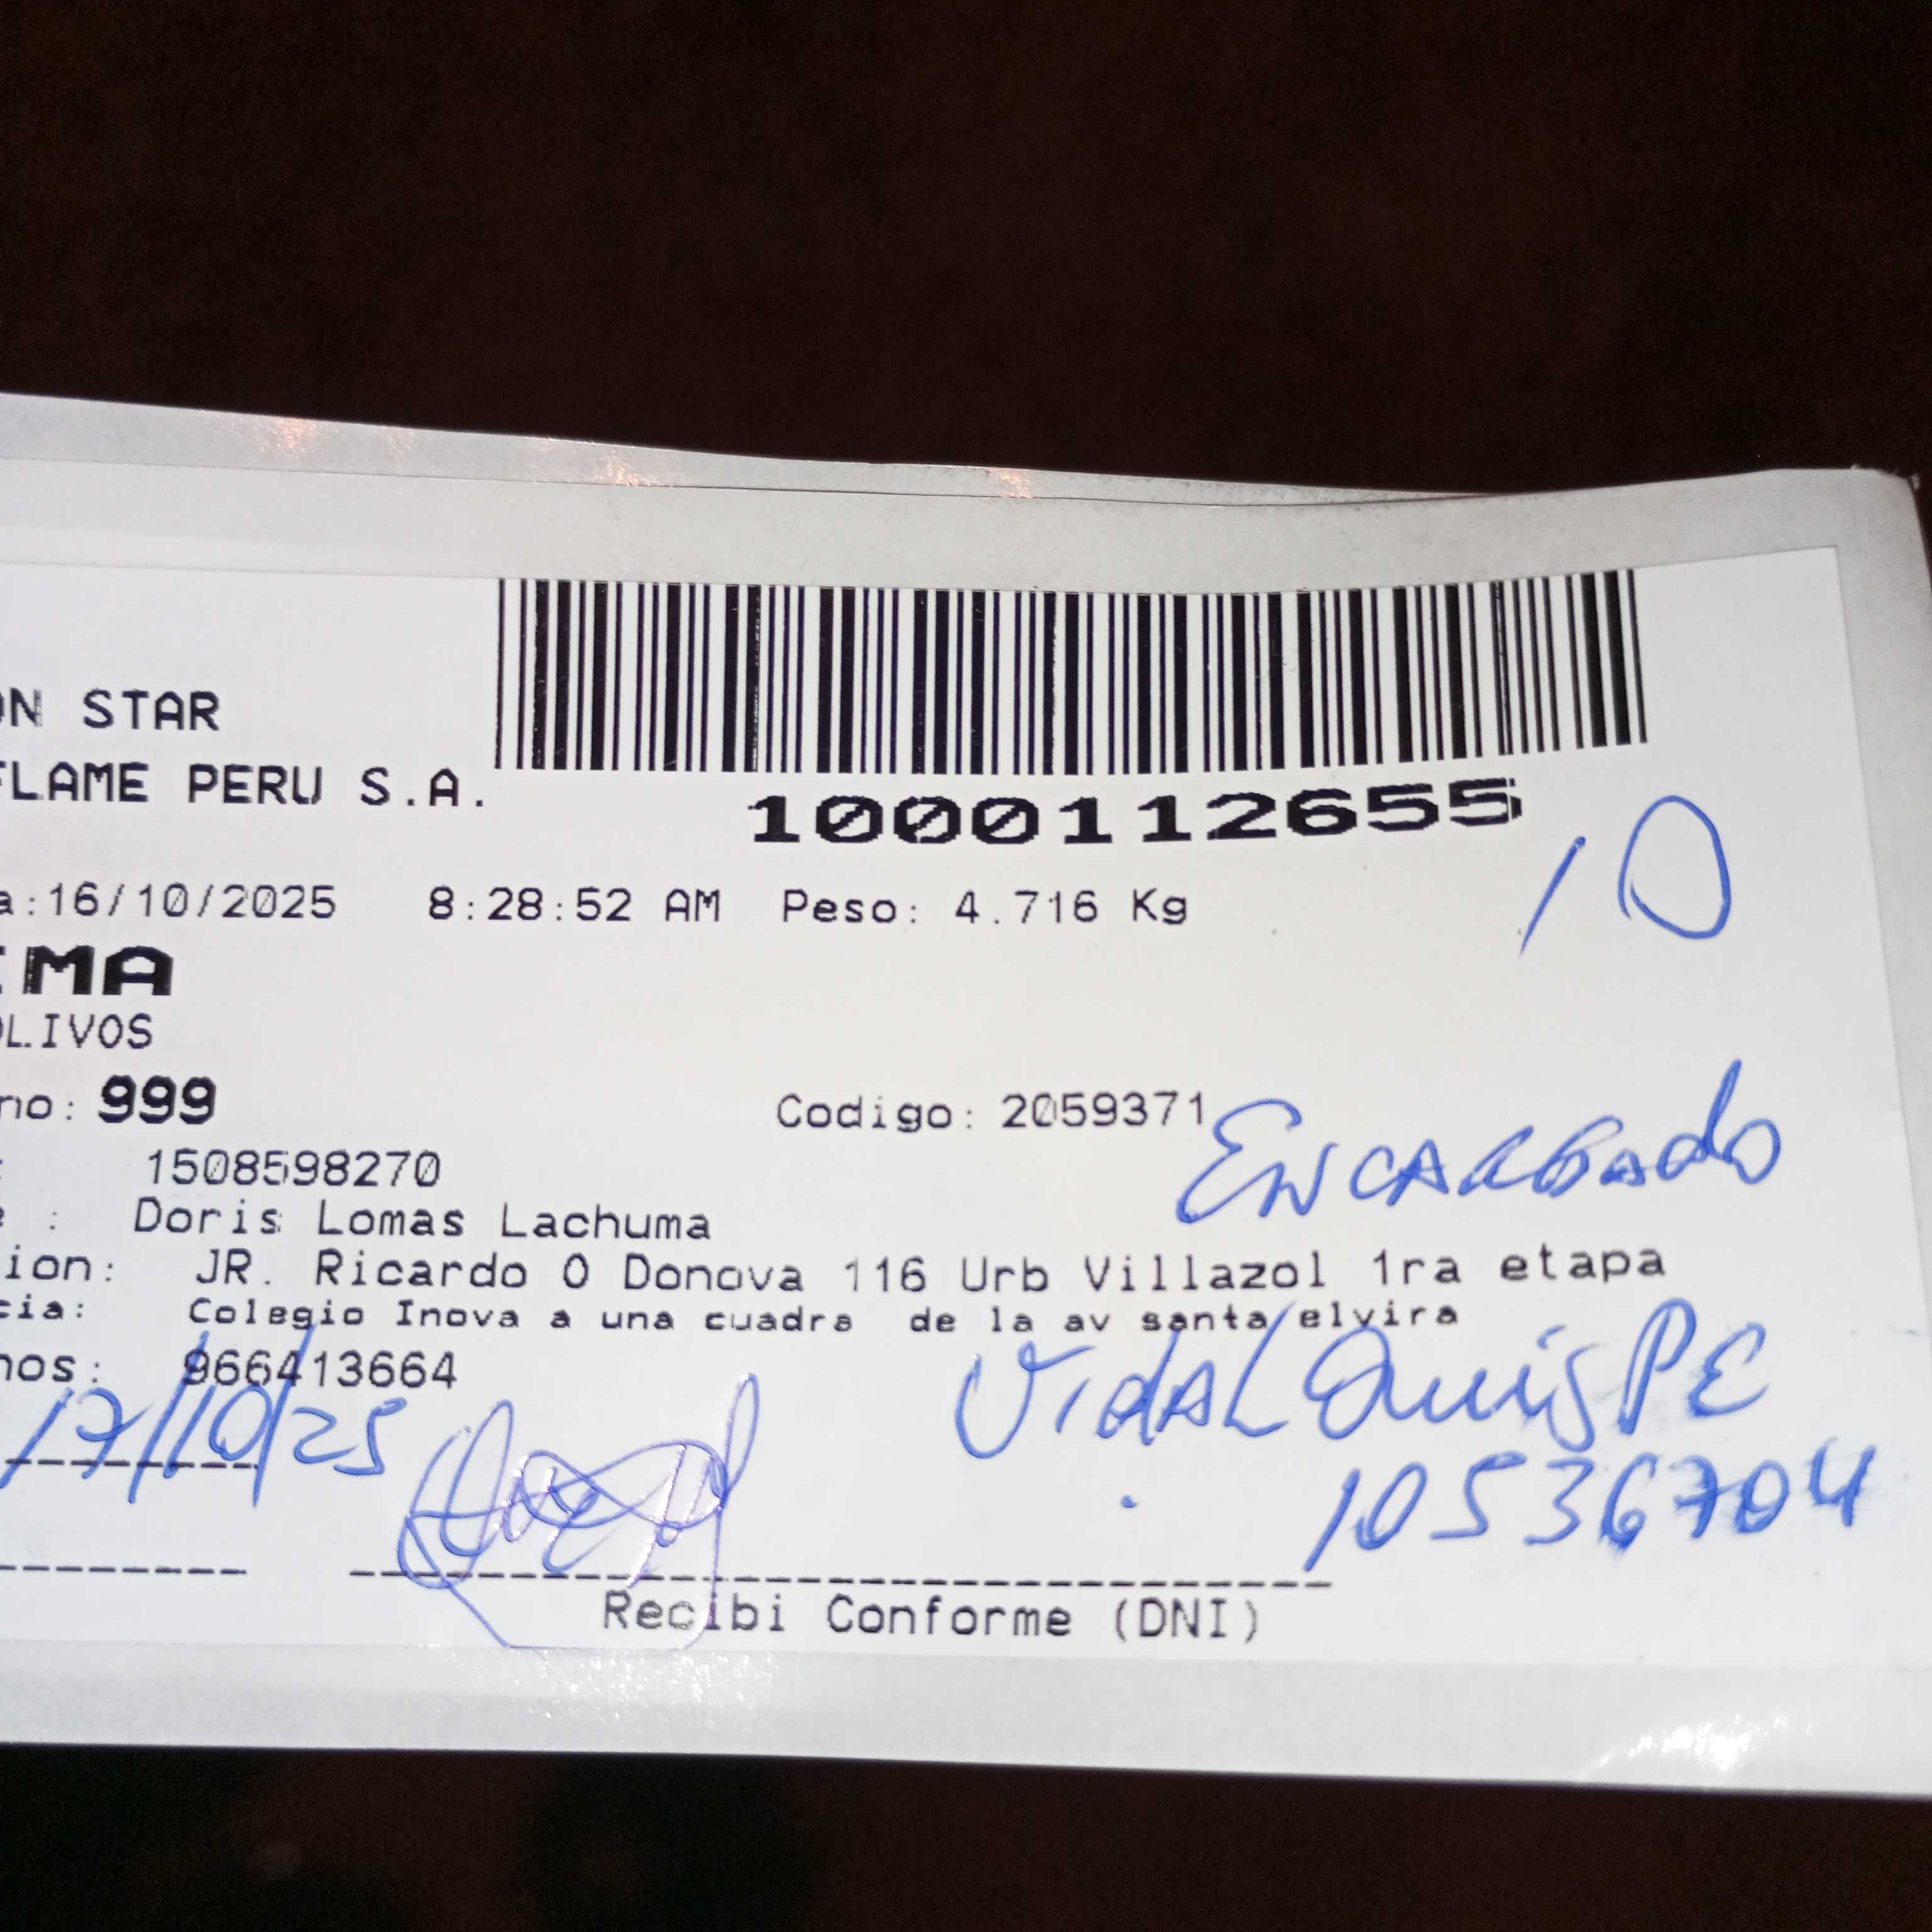 ON STAR
FLAME PERU S.A.
1000112655
10
a:16/10/2025 8:28:52 AM Peso: 4.716 Kg
IMA
OLIVOS
no: 999 Codigo: 2059371
Encargado
: 1508598270
e : Doris Lomas Lachuma
ion: JR. Ricardo O Donova 116 Urb Villazol 1ra etapa
cia: Colegio Inova a una cuadra de la av santa elvira
nos: 966413664
Vidal QuisPE
17/10/25
10536704
Recibi Conforme (DNI)